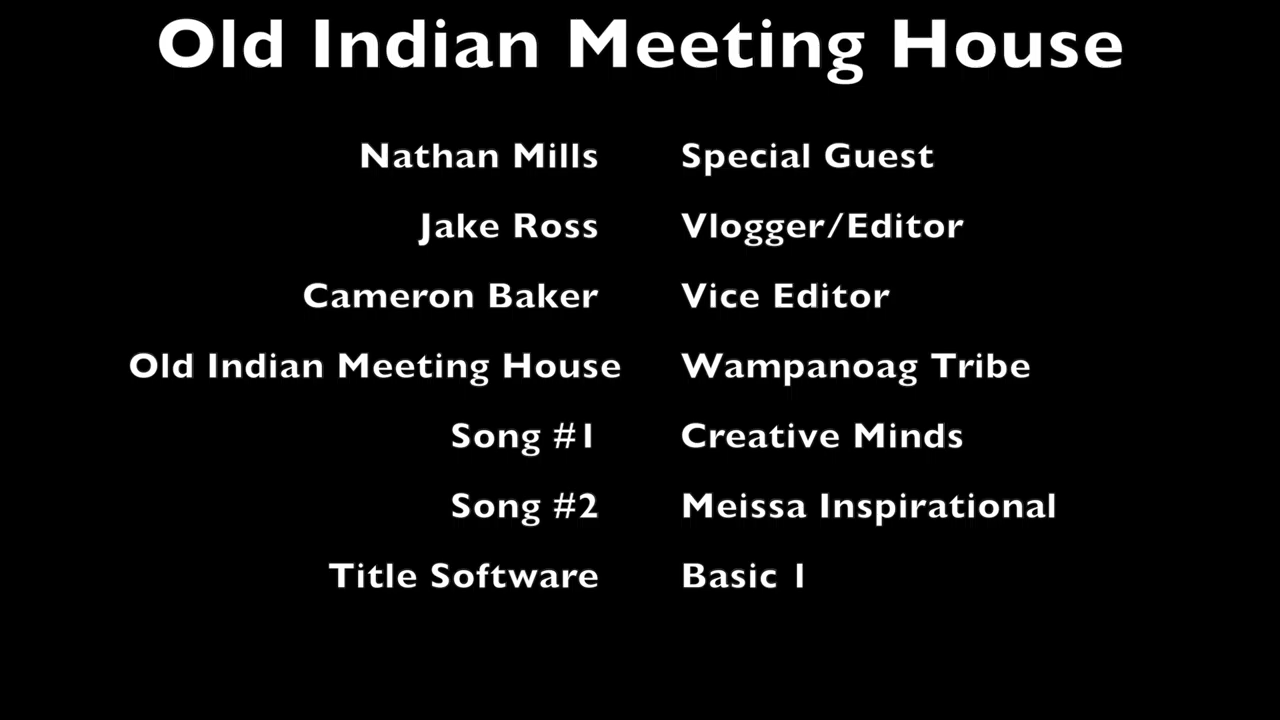 Old Indian Meeting House
Nathan Mills Special Guest
Jake Ross Vlogger/Editor
Cameron Baker Vice Editor
Old Indian Meeting House Wampanoag Tribe
Song #1 Creative Minds
Song #2 Meissa Inspirational
Title Software Basic 1